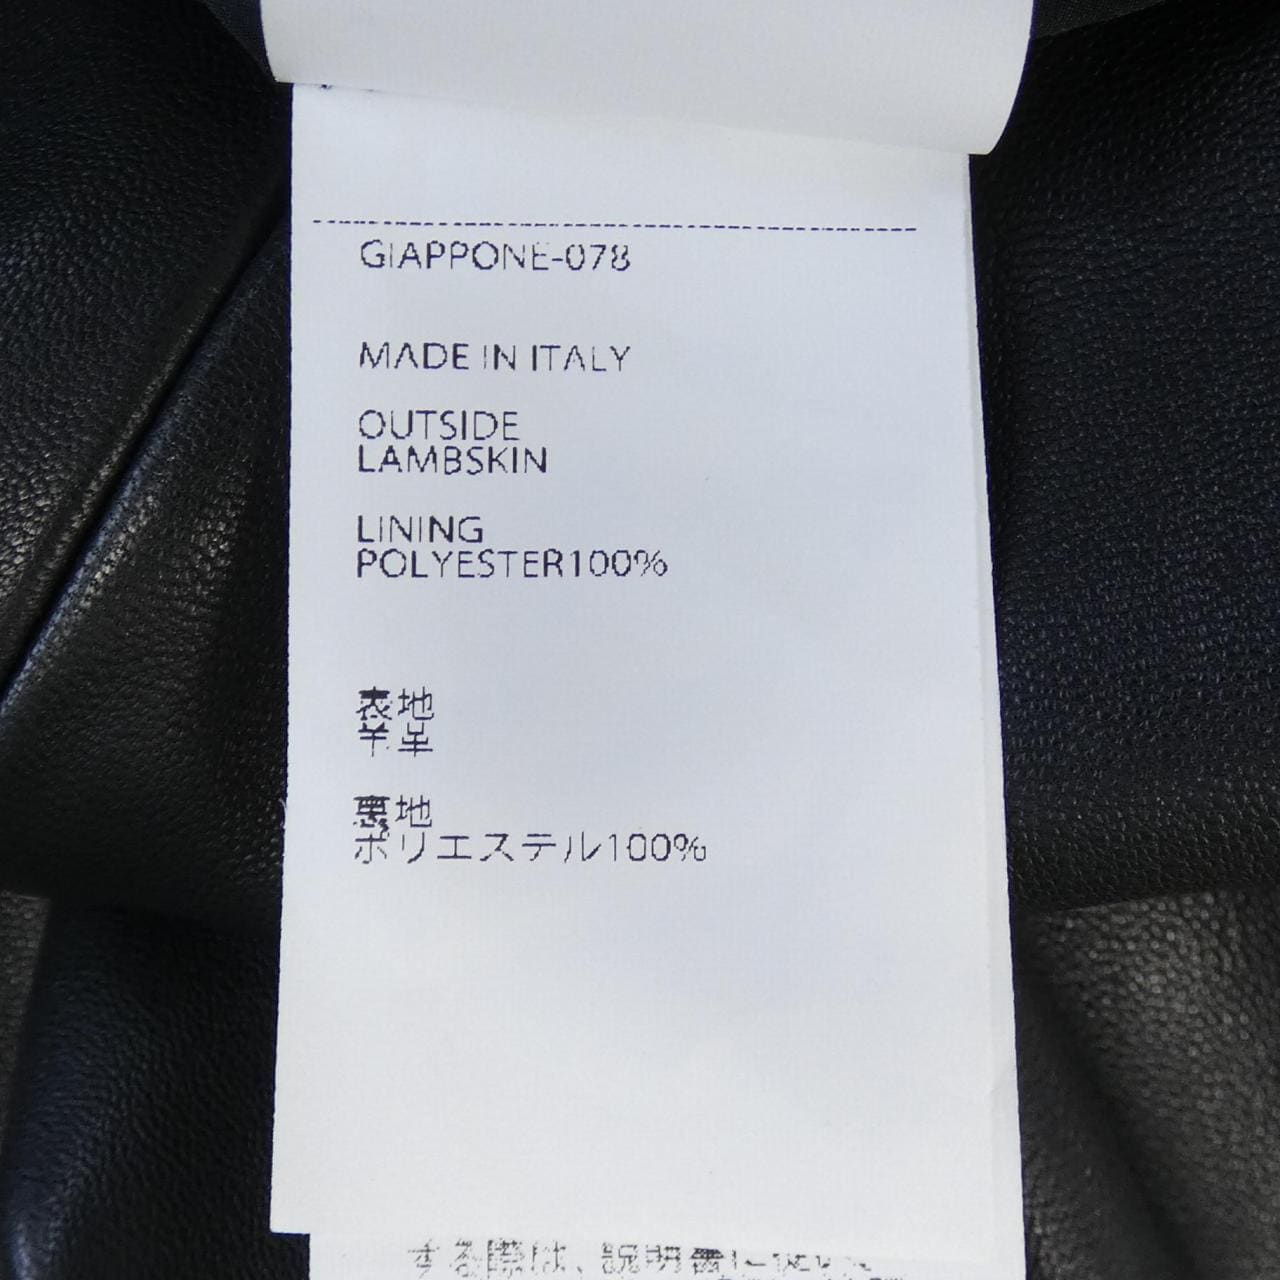 GIAPPONE-078
MADE IN ITALY
OUTSIDE
LAMBSKIN
LINING
POLYESTER100%
表地
羊革
裏地
ポリエステル100%
する際は、説明書に